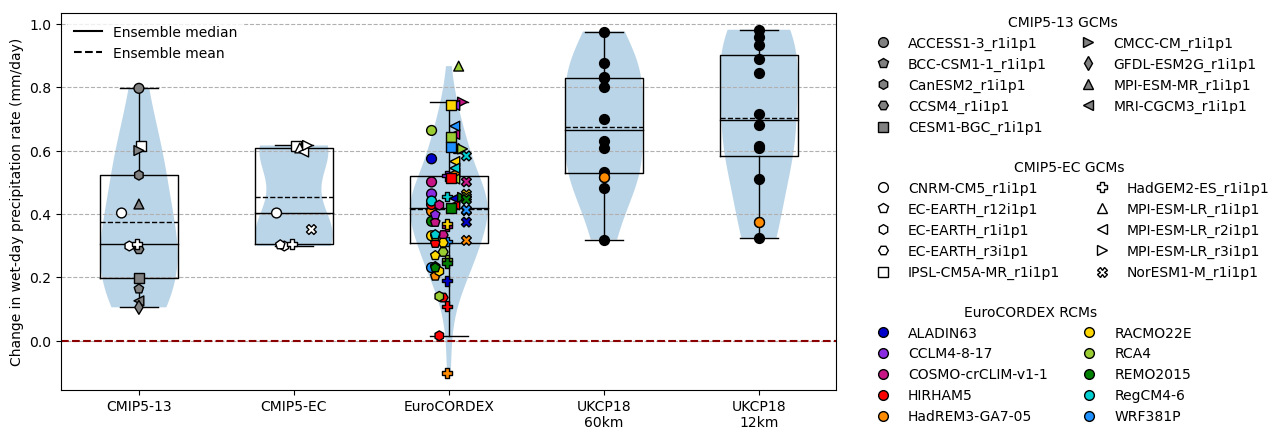 Change in wet-day precipitation rate (mm/day)
1.0
0.8
0.6
0.4
0.2
0.0
Ensemble median
Ensemble mean
CMIP5-13
CMIP5-EC
EuroCORDEX
UKCP18
60km
UKCP18
12km
CMIP5-13 GCMs
ACCESS1-3_r1i1p1
BCC-CSM1-1_r1i1p1
CanESM2_r1i1p1
CCSM4_r1i1p1
CESM1-BGC_r1i1p1
CMCC-CM_r1i1p1
GFDL-ESM2G_r1i1p1
MPI-ESM-MR_r1i1p1
MRI-CGCM3_r1i1p1
CMIP5-EC GCMs
CNRM-CM5_r1i1p1
EC-EARTH_r12i1p1
EC-EARTH_r1i1p1
EC-EARTH_r3i1p1
IPSL-CM5A-MR_r1i1p1
HadGEM2-ES_r1i1p1
MPI-ESM-LR_r1i1p1
MPI-ESM-LR_r2i1p1
MPI-ESM-LR_r3i1p1
NorESM1-M_r1i1p1
EuroCORDEX RCMs
ALADIN63
CCLM4-8-17
COSMO-crCLIM-v1-1
HIRHAM5
HadREM3-GA7-05
RACMO22E
RCA4
REMO2015
RegCM4-6
WRF381P